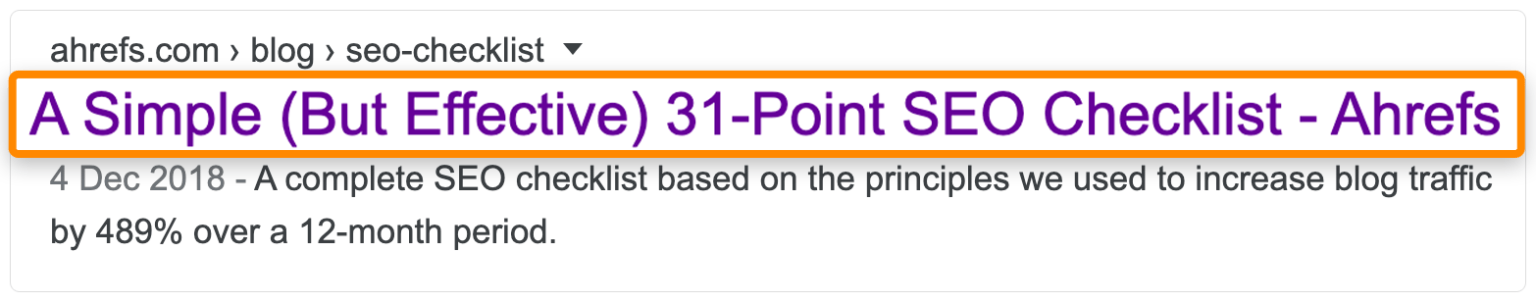 ahrefs.com › blog › seo-checklist
A Simple (But Effective) 31-Point SEO Checklist - Ahrefs
4 Dec 2018 - A complete SEO checklist based on the principles we used to increase blog traffic
by 489% over a 12-month period.